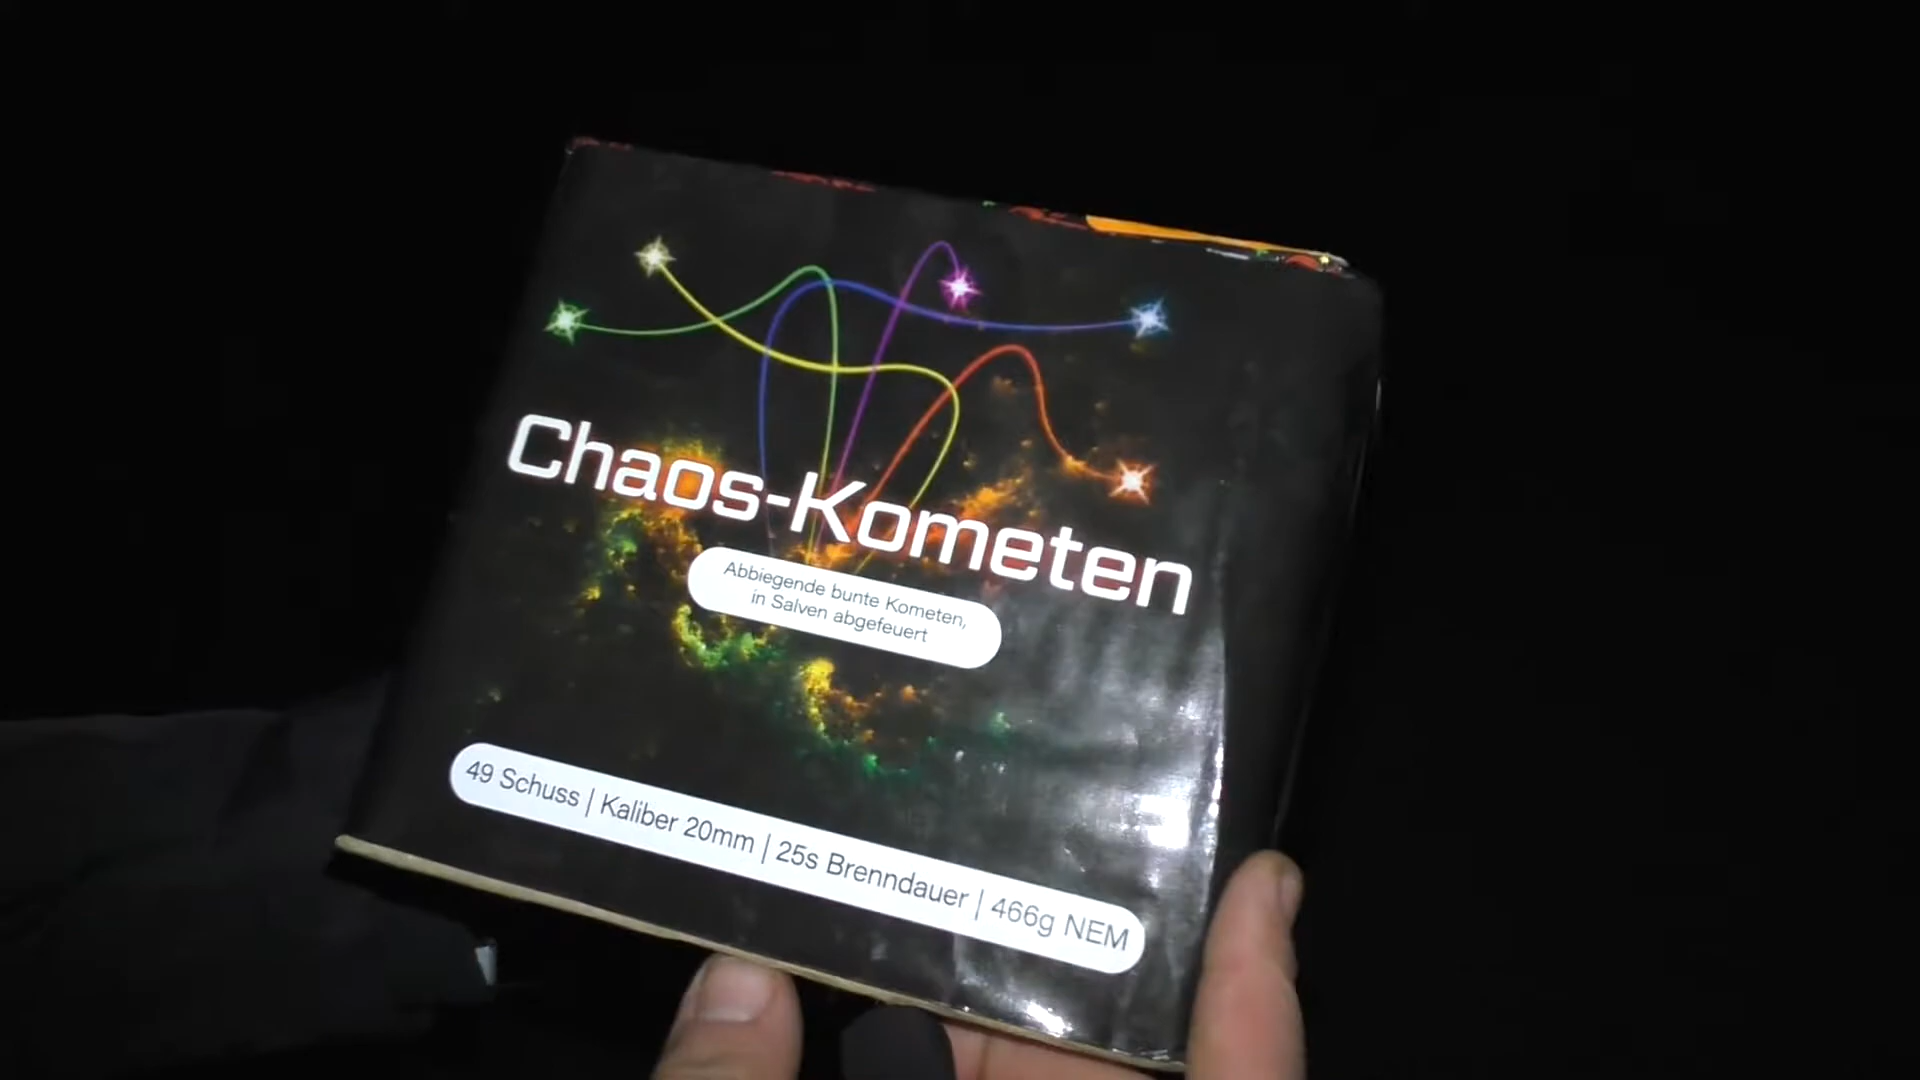 Chaos-Kometen
Abbiegende bunte Kometen,
in Salven abgefeuert
49 Schuss | Kaliber 20mm | 25s Brenndauer | 466g NEM